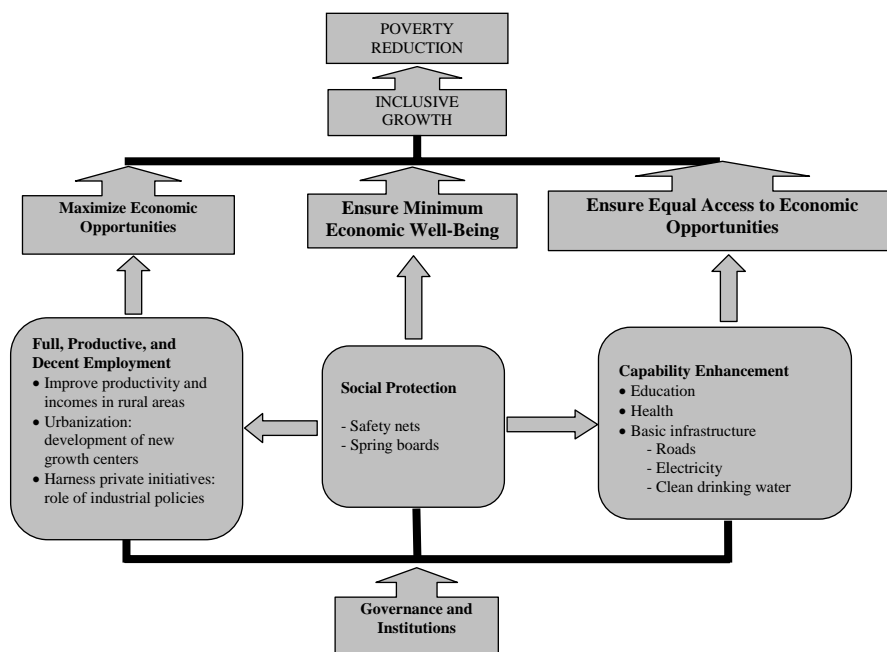 POVERTY
REDUCTION
INCLUSIVE
GROWTH
Maximize Economic
Opportunities
Ensure Minimum
Economic Well-Being
Ensure Equal Access to Economic
Opportunities
Full, Productive, and
Decent Employment
• Improve productivity and
incomes in rural areas
• Urbanization:
development of new
growth centers
• Harness private initiatives:
role of industrial policies
Social Protection
- Safety nets
- Spring boards
Capability Enhancement
• Education
• Health
• Basic infrastructure
- Roads
- Electricity
- Clean drinking water
Governance and
Institutions